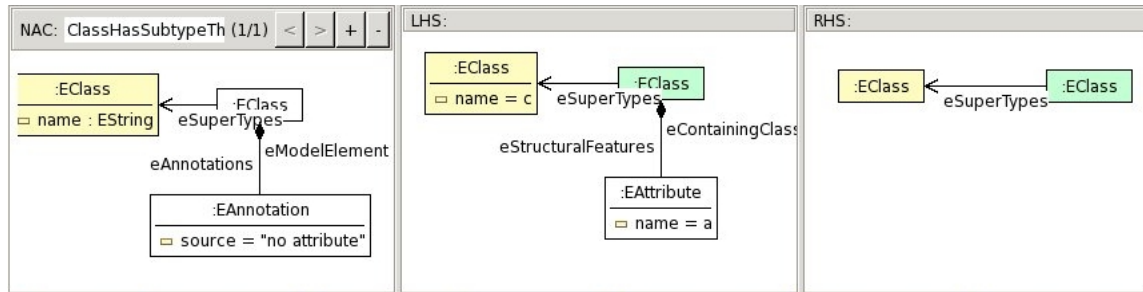 NAC: ClassHasSubtypeTh (1/1) < > + -
:EClass
name : EString
:EClass
eSuperTypes
eModelElement
eAnnotations
:EAnnotation
source = "no attribute"
LHS:
:EClass
name = c
:EClass
eSuperTypes
eContainingClass
eStructuralFeatures
:EAttribute
name = a
RHS:
:EClass
:EClass
eSuperTypes